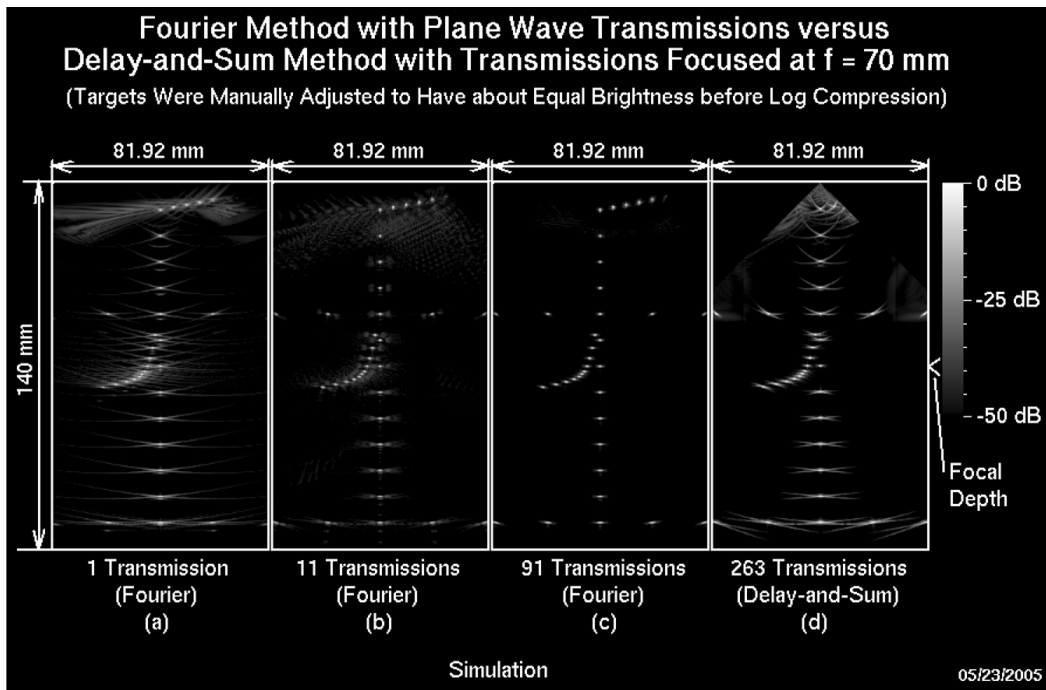 Fourier Method with Plane Wave Transmissions versus
Delay-and-Sum Method with Transmissions Focused at f = 70 mm
(Targets Were Manually Adjusted to Have about Equal Brightness before Log Compression)
81.92 mm
81.92 mm
81.92 mm
81.92 mm
0 dB
-25 dB
-50 dB
140 mm
Focal
Depth
1 Transmission
(Fourier)
(a)
11 Transmissions
(Fourier)
(b)
91 Transmissions
(Fourier)
(c)
263 Transmissions
(Delay-and-Sum)
(d)
Simulation
05/23/2005